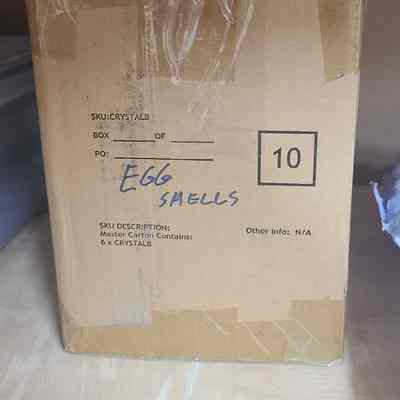 SKU:CRYSTALB
BOX ______ OF ______
PO: ______
10
EGG
SHELLS
SKU DESCRIPTION: Other Info: N/A
Master Carton Contains:
6 x CRYSTALB